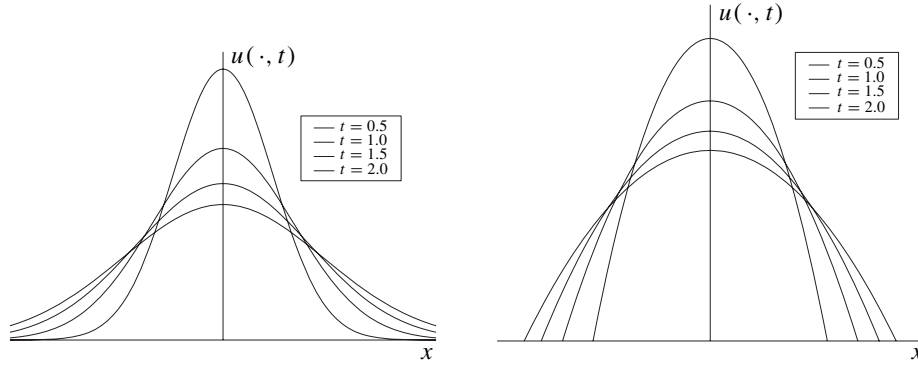 u(·, t)
t = 0.5
t = 1.0
t = 1.5
t = 2.0
x
u(·, t)
t = 0.5
t = 1.0
t = 1.5
t = 2.0
x